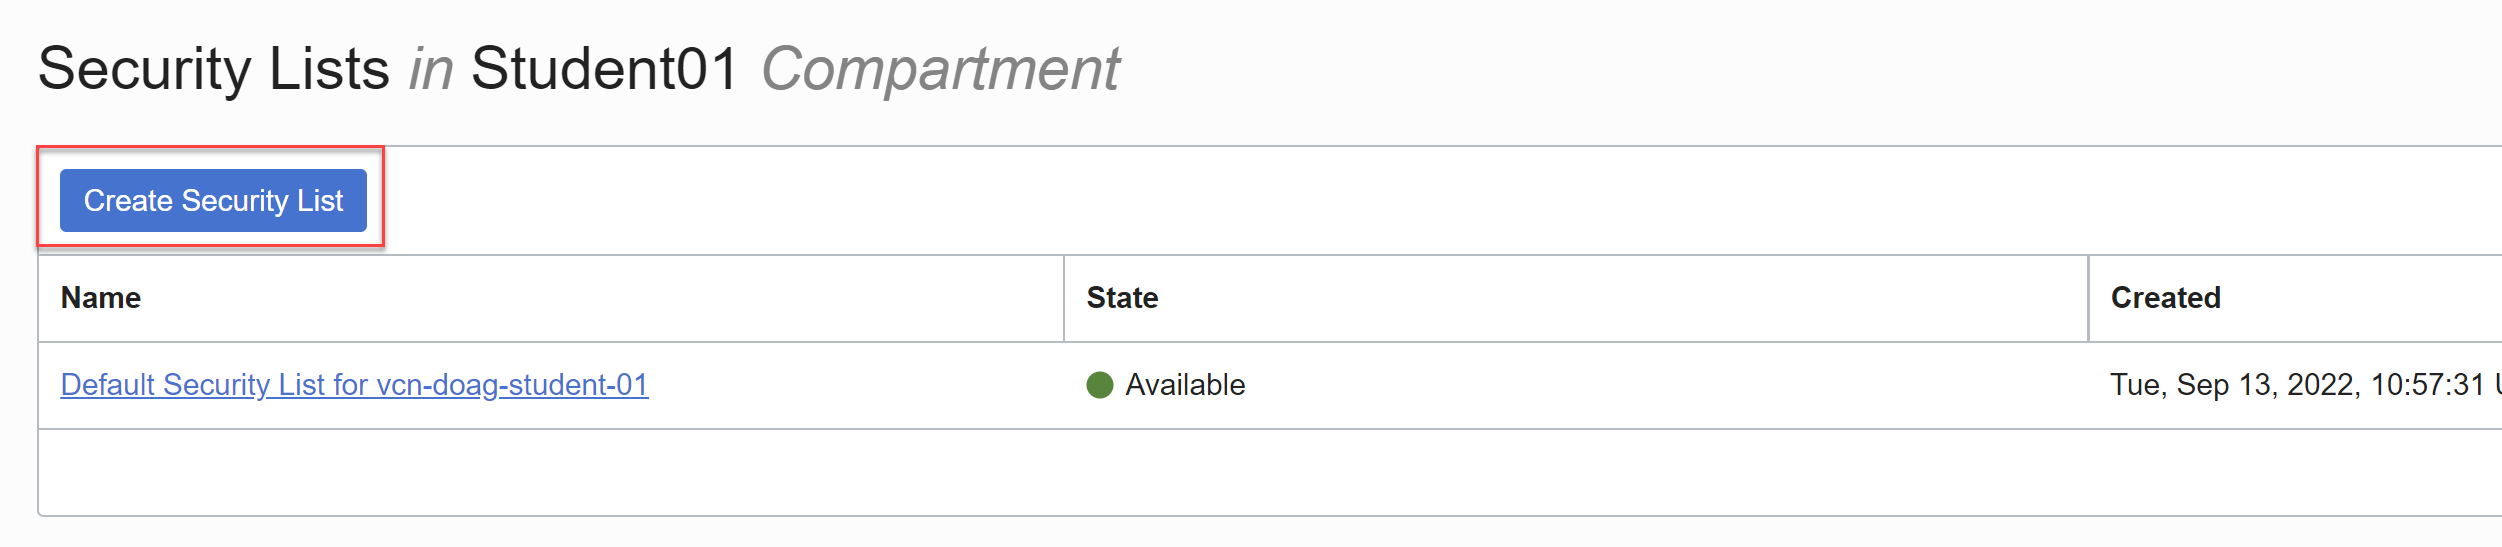 Security Lists in Student01 Compartment
Create Security List
Name State Created
Default Security List for vcn-doag-student-01 Available Tue, Sep 13, 2022, 10:57:31